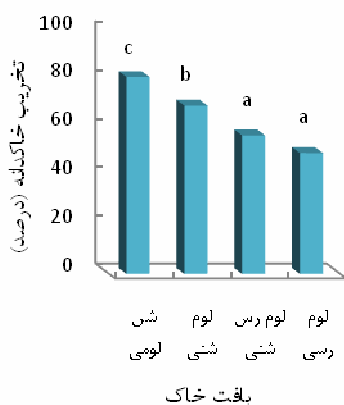 100
80
60
40
20
0
تخریب خاکدانه (درصد)
c
b
a
a
شن لومی
لوم شنی
لوم رس شنی
لوم رسی
بافت خاک